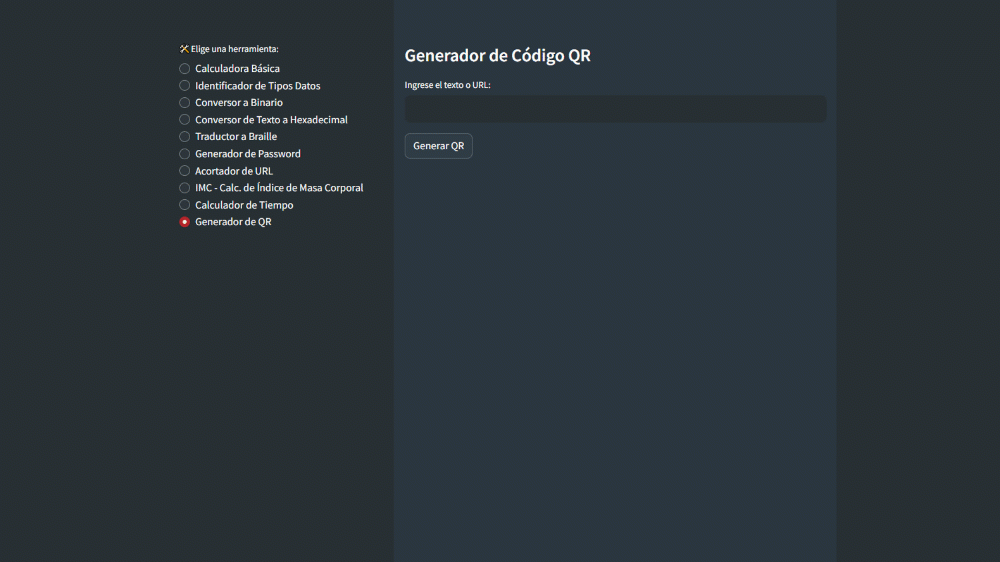 🛠️ Elige una herramienta:
Calculadora Básica
Identificador de Tipos Datos
Conversor a Binario
Conversor de Texto a Hexadecimal
Traductor a Braille
Generador de Password
Acortador de URL
IMC - Calc. de Índice de Masa Corporal
Calculador de Tiempo
Generador de QR
Generador de Código QR
Ingrese el texto o URL:
Generar QR